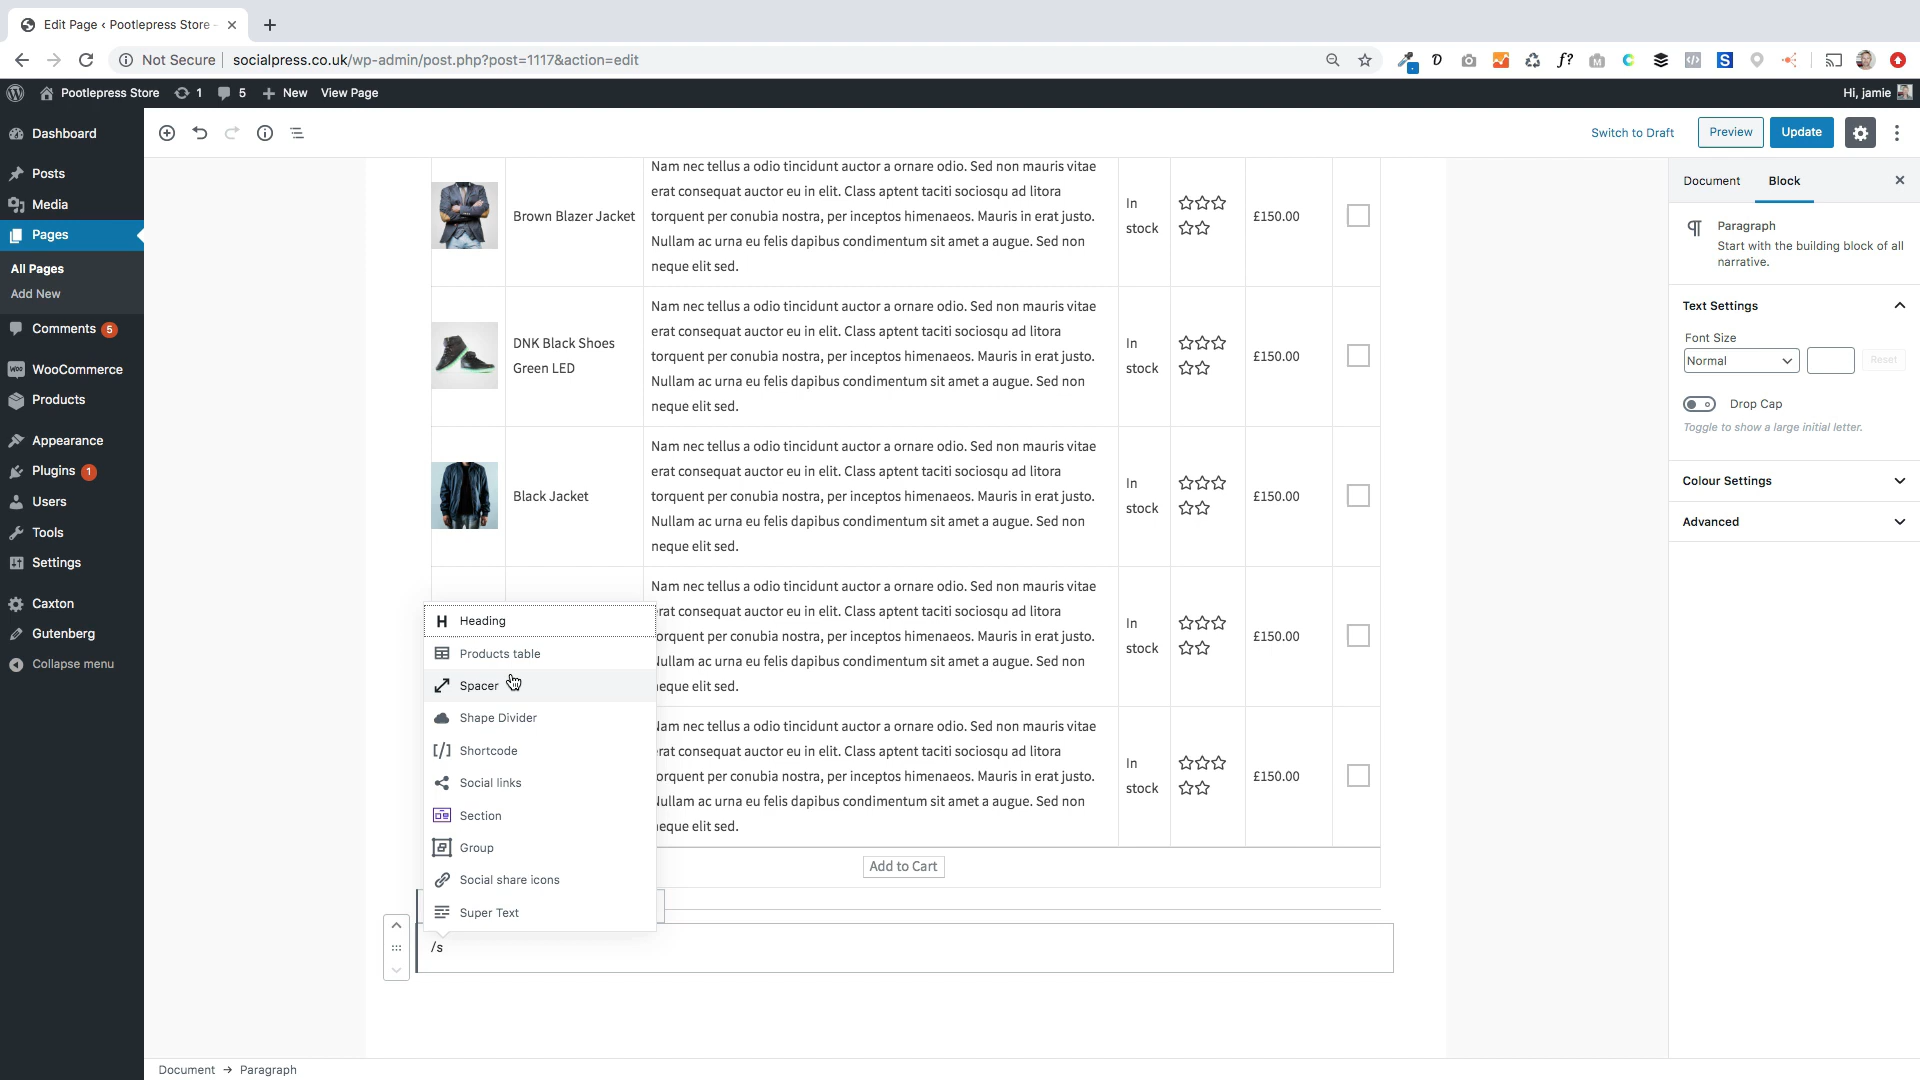 Edit Page ‹ Pootlepress Store -
Not Secure
socialpress.co.uk/wp-admin/post.php?post=1117&action=edit
Pootlepress Store
1
5
New
View Page
Hi, jamie
Dashboard
Posts
Media
Pages
All Pages
Add New
Comments 5
WooCommerce
Products
Appearance
Plugins 1
Users
Tools
Settings
Caxton
Gutenberg
Collapse menu
Switch to Draft
Preview
Update
Nam nec tellus a odio tincidunt auctor a ornare odio. Sed non mauris vitae
erat consequat auctor eu in elit. Class aptent taciti sociosqu ad litora
torquent per conubia nostra, per inceptos himenaeos. Mauris in erat justo.
Nullam ac urna eu felis dapibus condimentum sit amet a augue. Sed non
neque elit sed.
Brown Blazer Jacket
In
stock
£150.00
Nam nec tellus a odio tincidunt auctor a ornare odio. Sed non mauris vitae
erat consequat auctor eu in elit. Class aptent taciti sociosqu ad litora
torquent per conubia nostra, per inceptos himenaeos. Mauris in erat justo.
Nullam ac urna eu felis dapibus condimentum sit amet a augue. Sed non
neque elit sed.
DNK Black Shoes
Green LED
In
stock
£150.00
Nam nec tellus a odio tincidunt auctor a ornare odio. Sed non mauris vitae
erat consequat auctor eu in elit. Class aptent taciti sociosqu ad litora
torquent per conubia nostra, per inceptos himenaeos. Mauris in erat justo.
Nullam ac urna eu felis dapibus condimentum sit amet a augue. Sed non
neque elit sed.
Black Jacket
In
stock
£150.00
Nam nec tellus a odio tincidunt auctor a ornare odio. Sed non mauris vitae
rat consequat auctor eu in elit. Class aptent taciti sociosqu ad litora
orquent per conubia nostra, per inceptos himenaeos. Mauris in erat justo.
Nullam ac urna eu felis dapibus condimentum sit amet a augue. Sed non
neque elit sed.
In
stock
£150.00
Nam nec tellus a odio tincidunt auctor a ornare odio. Sed non mauris vitae
rat consequat auctor eu in elit. Class aptent taciti sociosqu ad litora
orquent per conubia nostra, per inceptos himenaeos. Mauris in erat justo.
Nullam ac urna eu felis dapibus condimentum sit amet a augue. Sed non
neque elit sed.
In
stock
£150.00
Add to Cart
Heading
Products table
Spacer
Shape Divider
Shortcode
Social links
Section
Group
Social share icons
Super Text
/s
Document
Block
Paragraph
Start with the building block of all
narrative.
Text Settings
Font Size
Normal
Reset
Drop Cap
Toggle to show a large initial letter.
Colour Settings
Advanced
Document → Paragraph